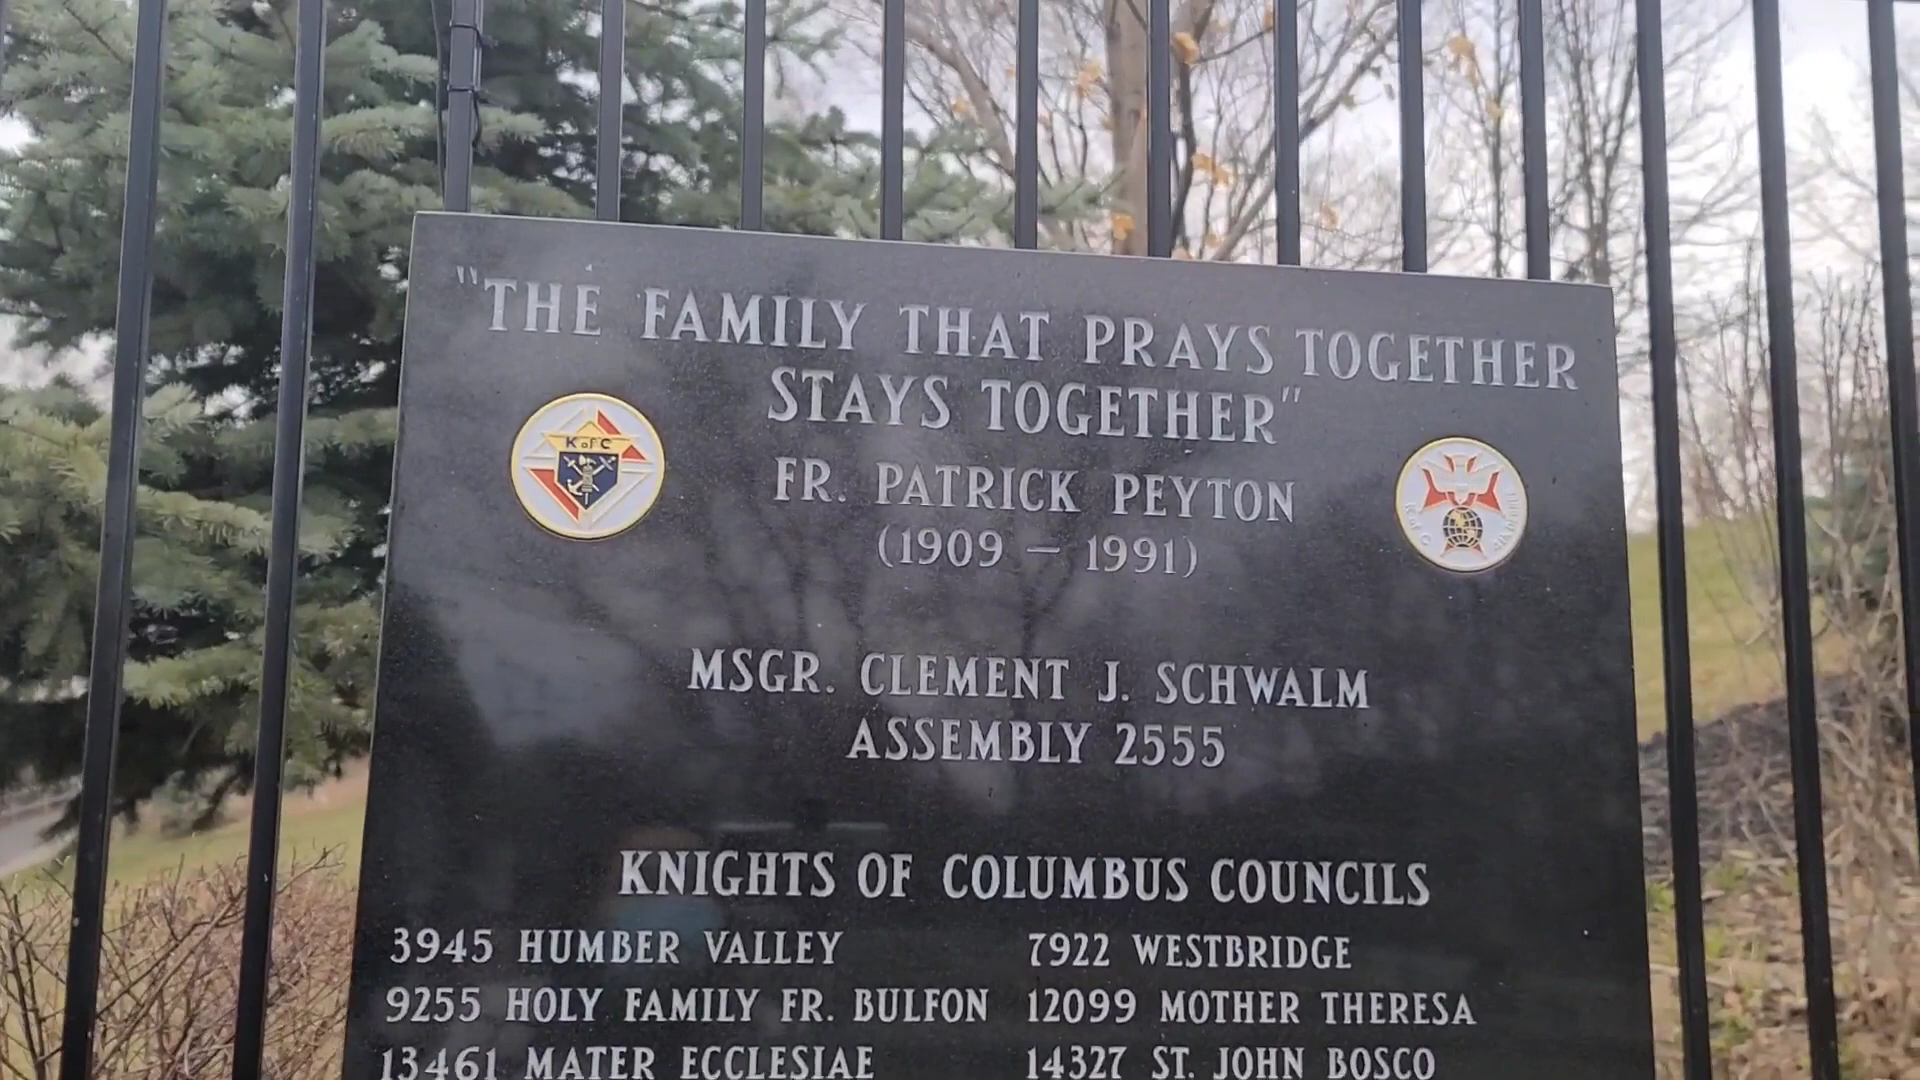 "THE FAMILY THAT PRAYS TOGETHER
STAYS TOGETHER"
K of C
FR. PATRICK PEYTON
(1909 – 1991)
MSGR. CLEMENT J. SCHWALM
ASSEMBLY 2555
KNIGHTS OF COLUMBUS COUNCILS
3945 HUMBER VALLEY 7922 WESTBRIDGE
9255 HOLY FAMILY FR. BULFON 12099 MOTHER THERESA
13461 MATER ECCLESIAE 14327 ST. JOHN BOSCO